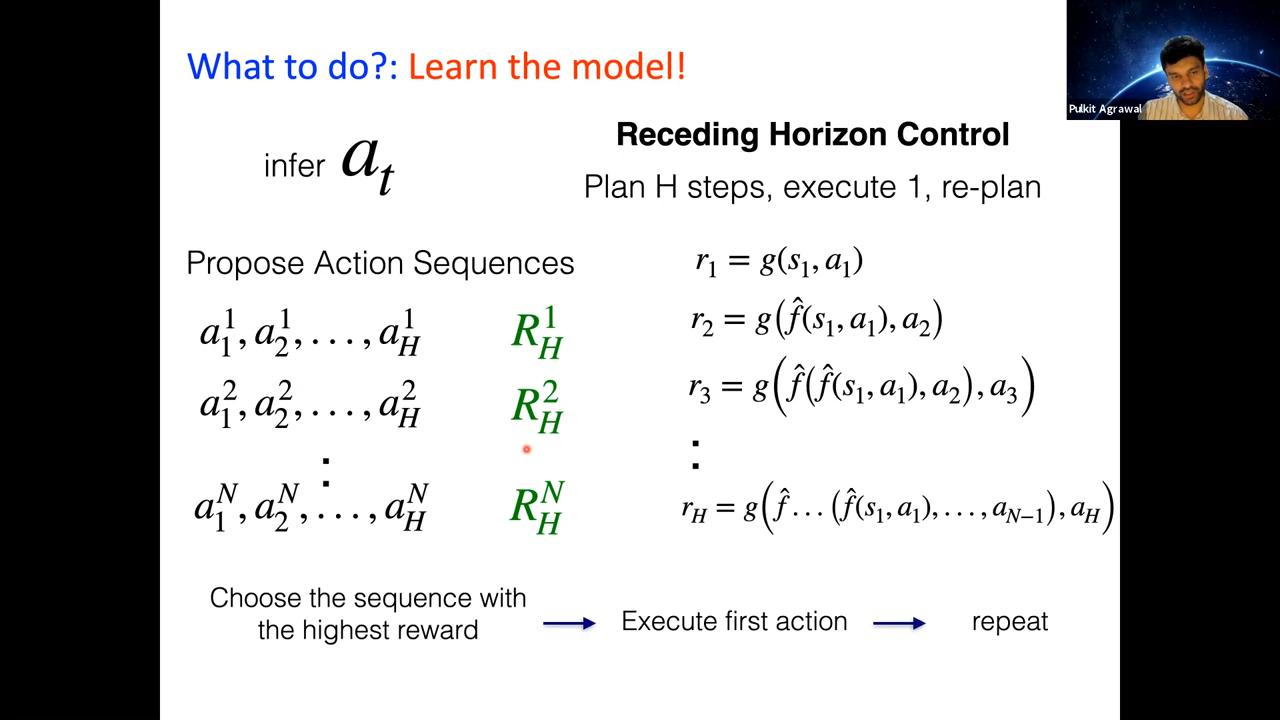 What to do?: Learn the model!
Pulkit Agrawal
infer a_t
Receding Horizon Control
Plan H steps, execute 1, re-plan
Propose Action Sequences
a_1^1, a_2^1, . . . , a_H^1 R_H^1
a_1^2, a_2^2, . . . , a_H^2 R_H^2
:
a_1^N, a_2^N, . . . , a_H^N R_H^N
r_1 = g(s_1, a_1)
r_2 = g(f̂(s_1, a_1), a_2)
r_3 = g(f̂(f̂(s_1, a_1), a_2), a_3)
:
r_H = g(f̂ . . . (f̂(s_1, a_1), . . . , a_{N−1}), a_H)
Choose the sequence with
the highest reward
Execute first action
repeat